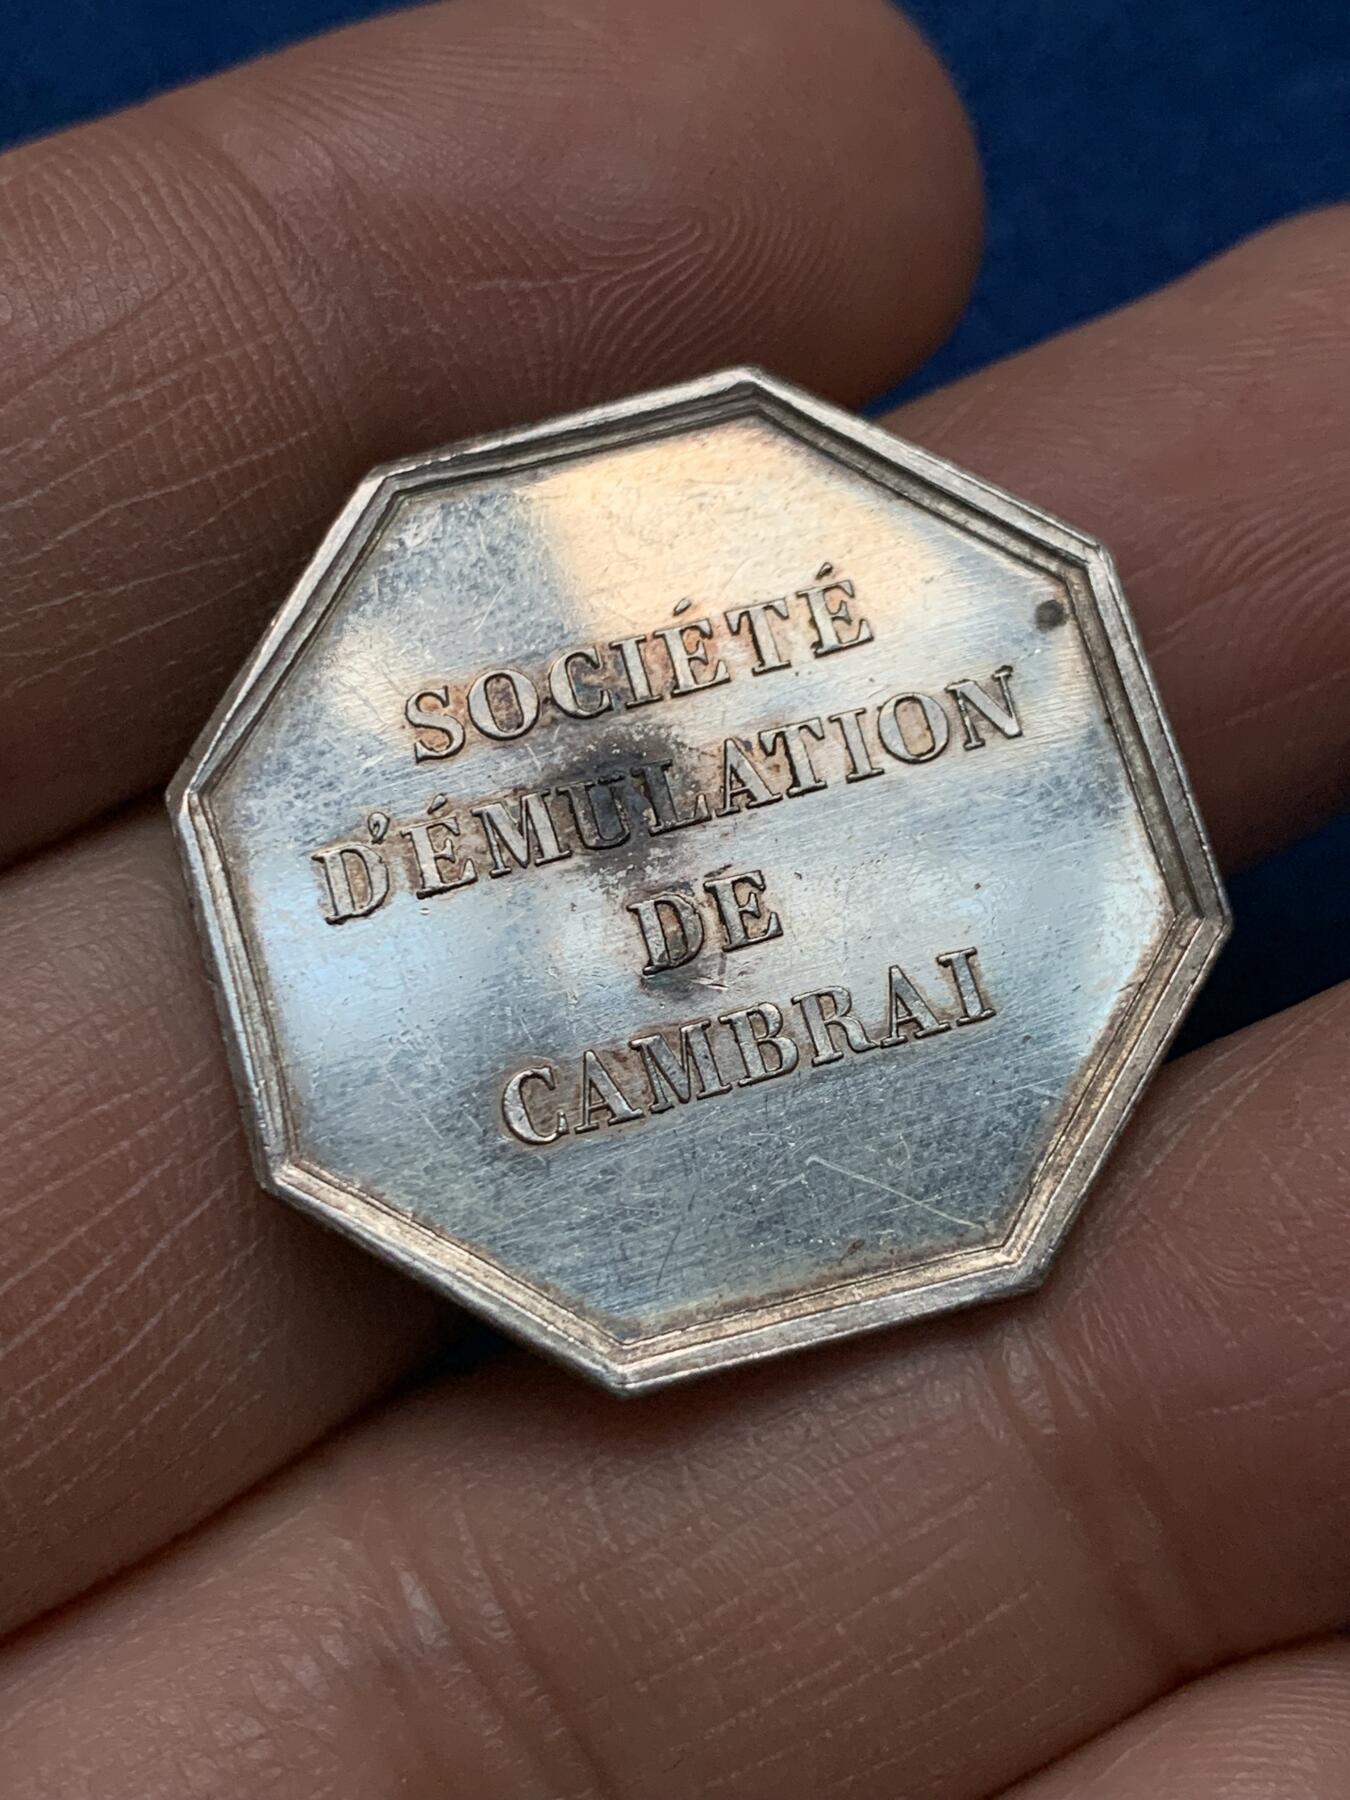 SOCIÉTÉ
D'ÉMULATION
DE
CAMBRAI